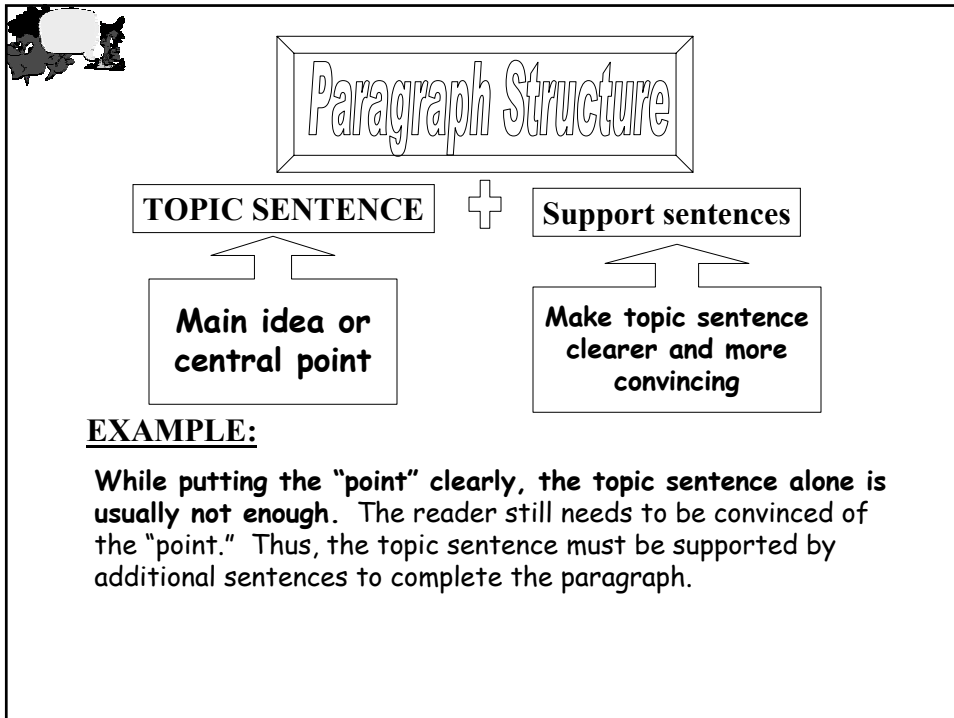 Paragraph Structure
TOPIC SENTENCE
Support sentences
Main idea or
central point
Make topic sentence
clearer and more
convincing
EXAMPLE:
While putting the “point” clearly, the topic sentence alone is
usually not enough. The reader still needs to be convinced of
the “point.” Thus, the topic sentence must be supported by
additional sentences to complete the paragraph.